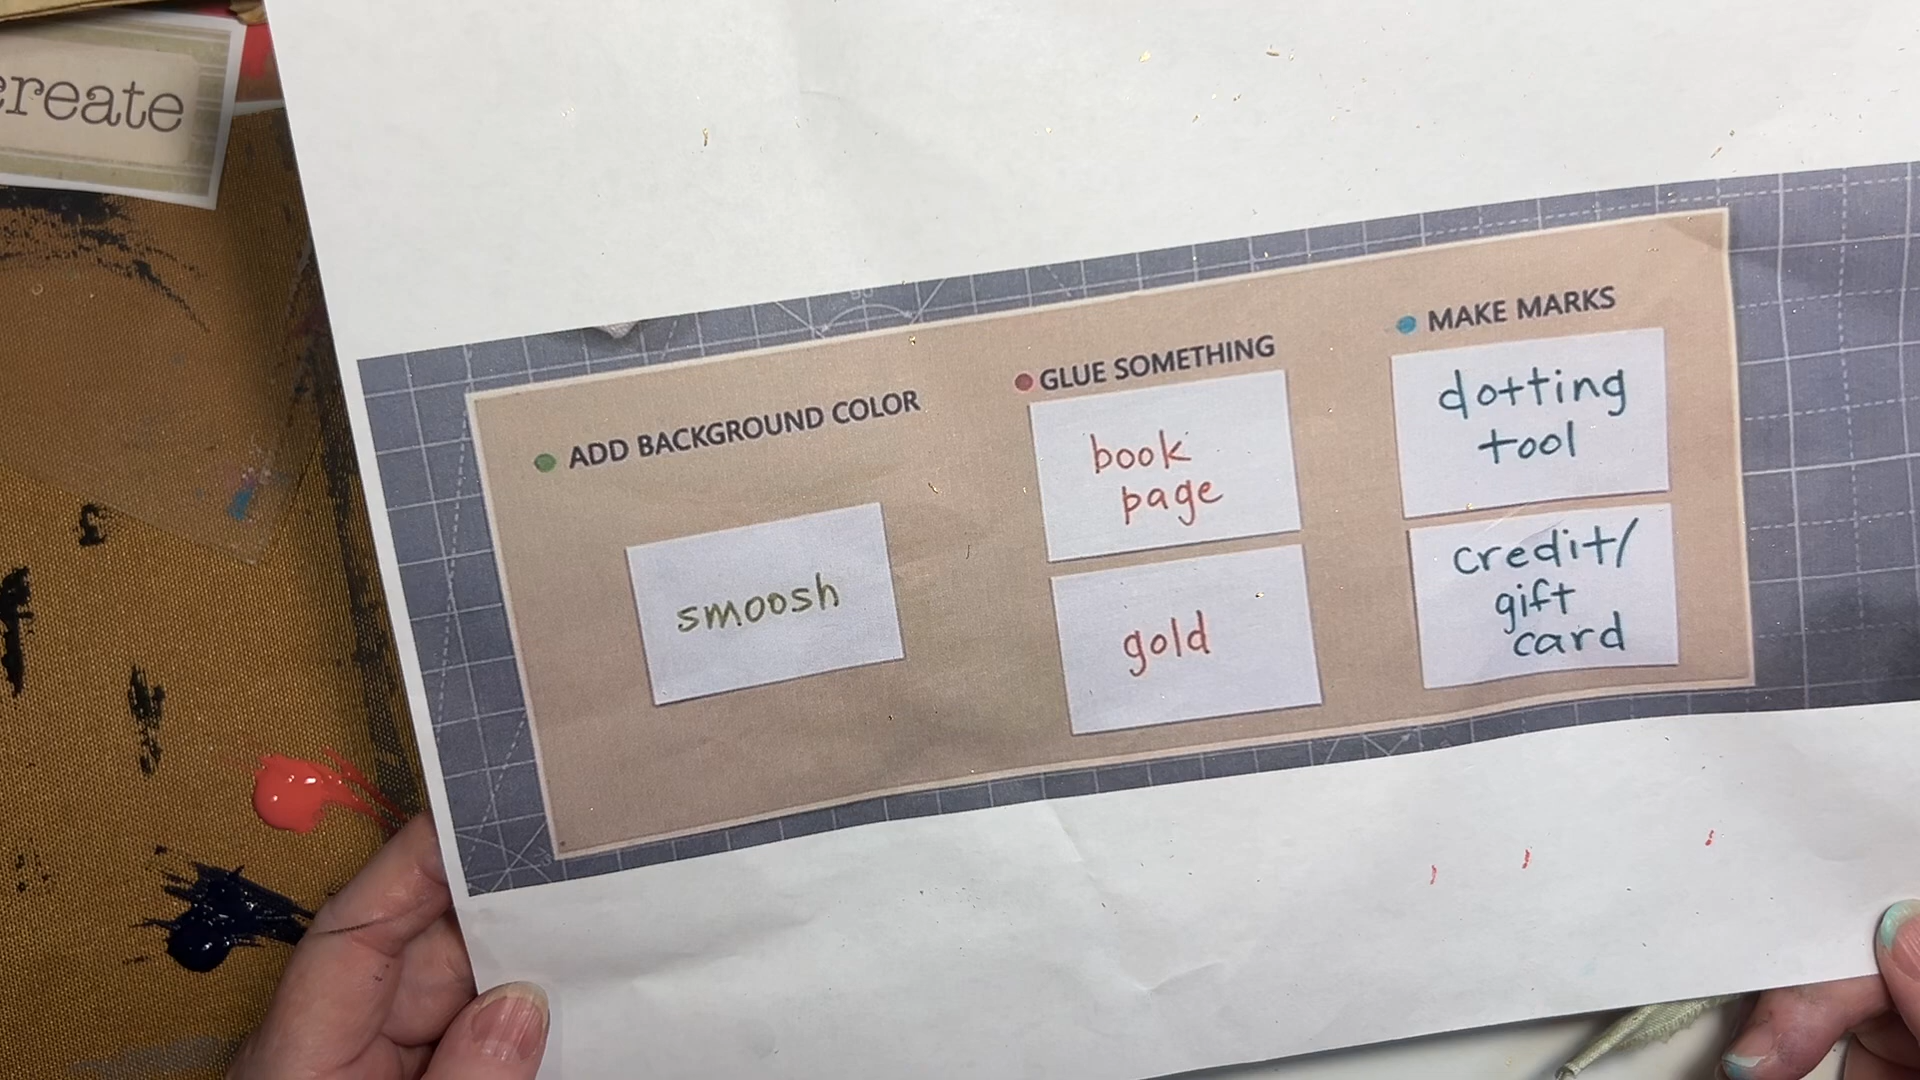 create
ADD BACKGROUND COLOR
smoosh
GLUE SOMETHING
book
page
gold
MAKE MARKS
dotting
tool
credit/
gift
card